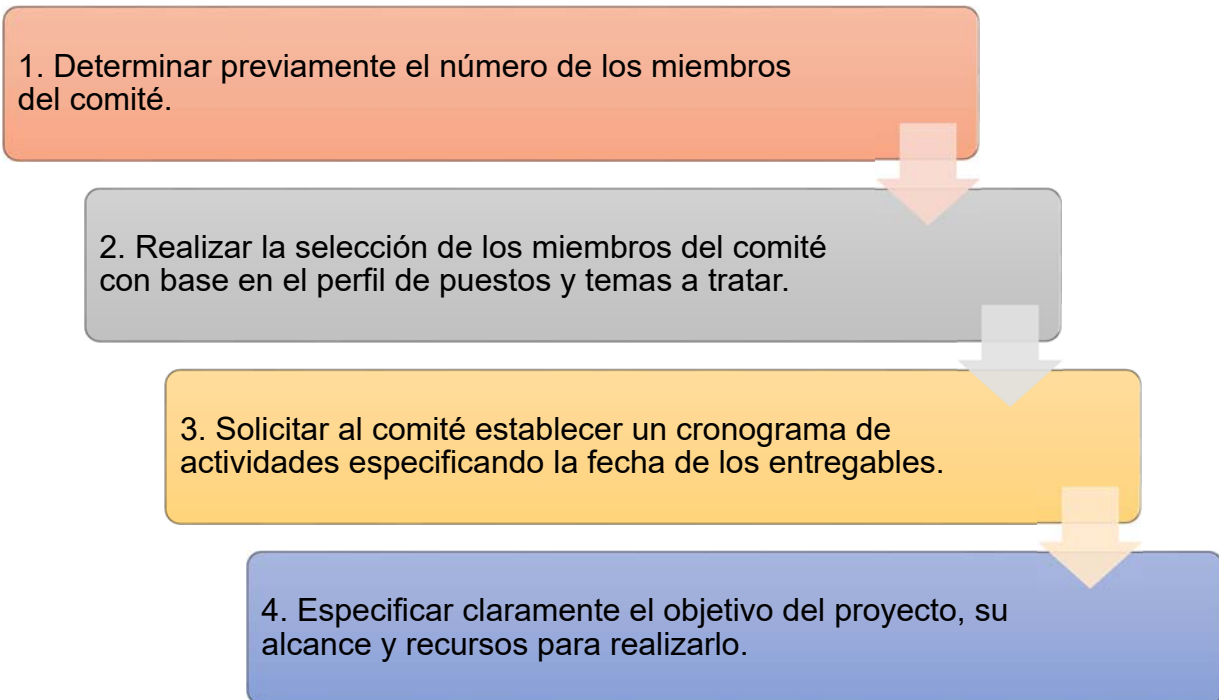 1. Determinar previamente el número de los miembros
del comité.
2. Realizar la selección de los miembros del comité
con base en el perfil de puestos y temas a tratar.
3. Solicitar al comité establecer un cronograma de
actividades especificando la fecha de los entregables.
4. Especificar claramente el objetivo del proyecto, su
alcance y recursos para realizarlo.